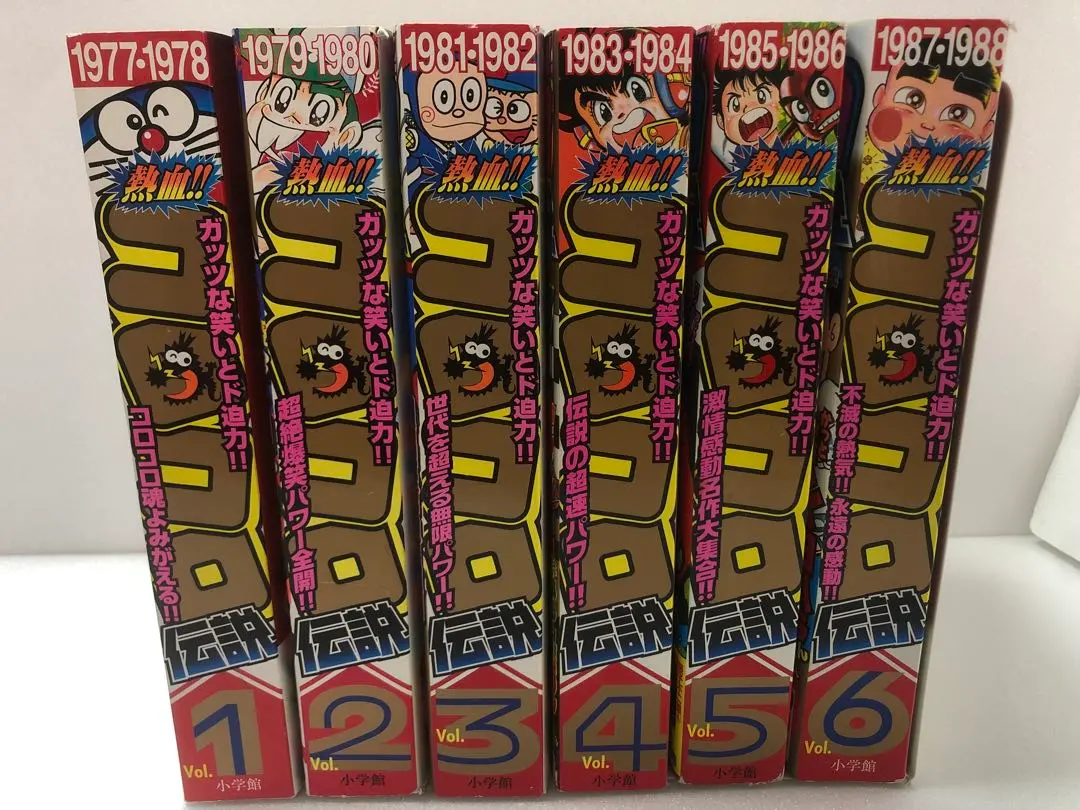 1977・1978
熱血!!
コロコロ
ガッツな笑いとド迫力!!
コロコロ魂よみがえる!!
伝説
Vol.
1
小学館
1979・1980
熱血!!
コロコロ
ガッツな笑いとド迫力!!
超絶爆笑パワー全開!!
伝説
Vol.
2
小学館
1981・1982
熱血!!
コロコロ
ガッツな笑いとド迫力!!
世代を超える無限パワー!!
伝説
Vol.
3
小学館
1983・1984
熱血!!
コロコロ
ガッツな笑いとド迫力!!
伝説の超速パワー!!
伝説
Vol.
4
小学館
1985・1986
熱血!!
コロコロ
ガッツな笑いとド迫力!!
激情感動名作大集合!!
伝説
Vol.
5
小学館
1987・1988
熱血!!
コロコロ
ガッツな笑いとド迫力!!
不滅の熱気!!永遠の感動!!
伝説
Vol.
6
小学館